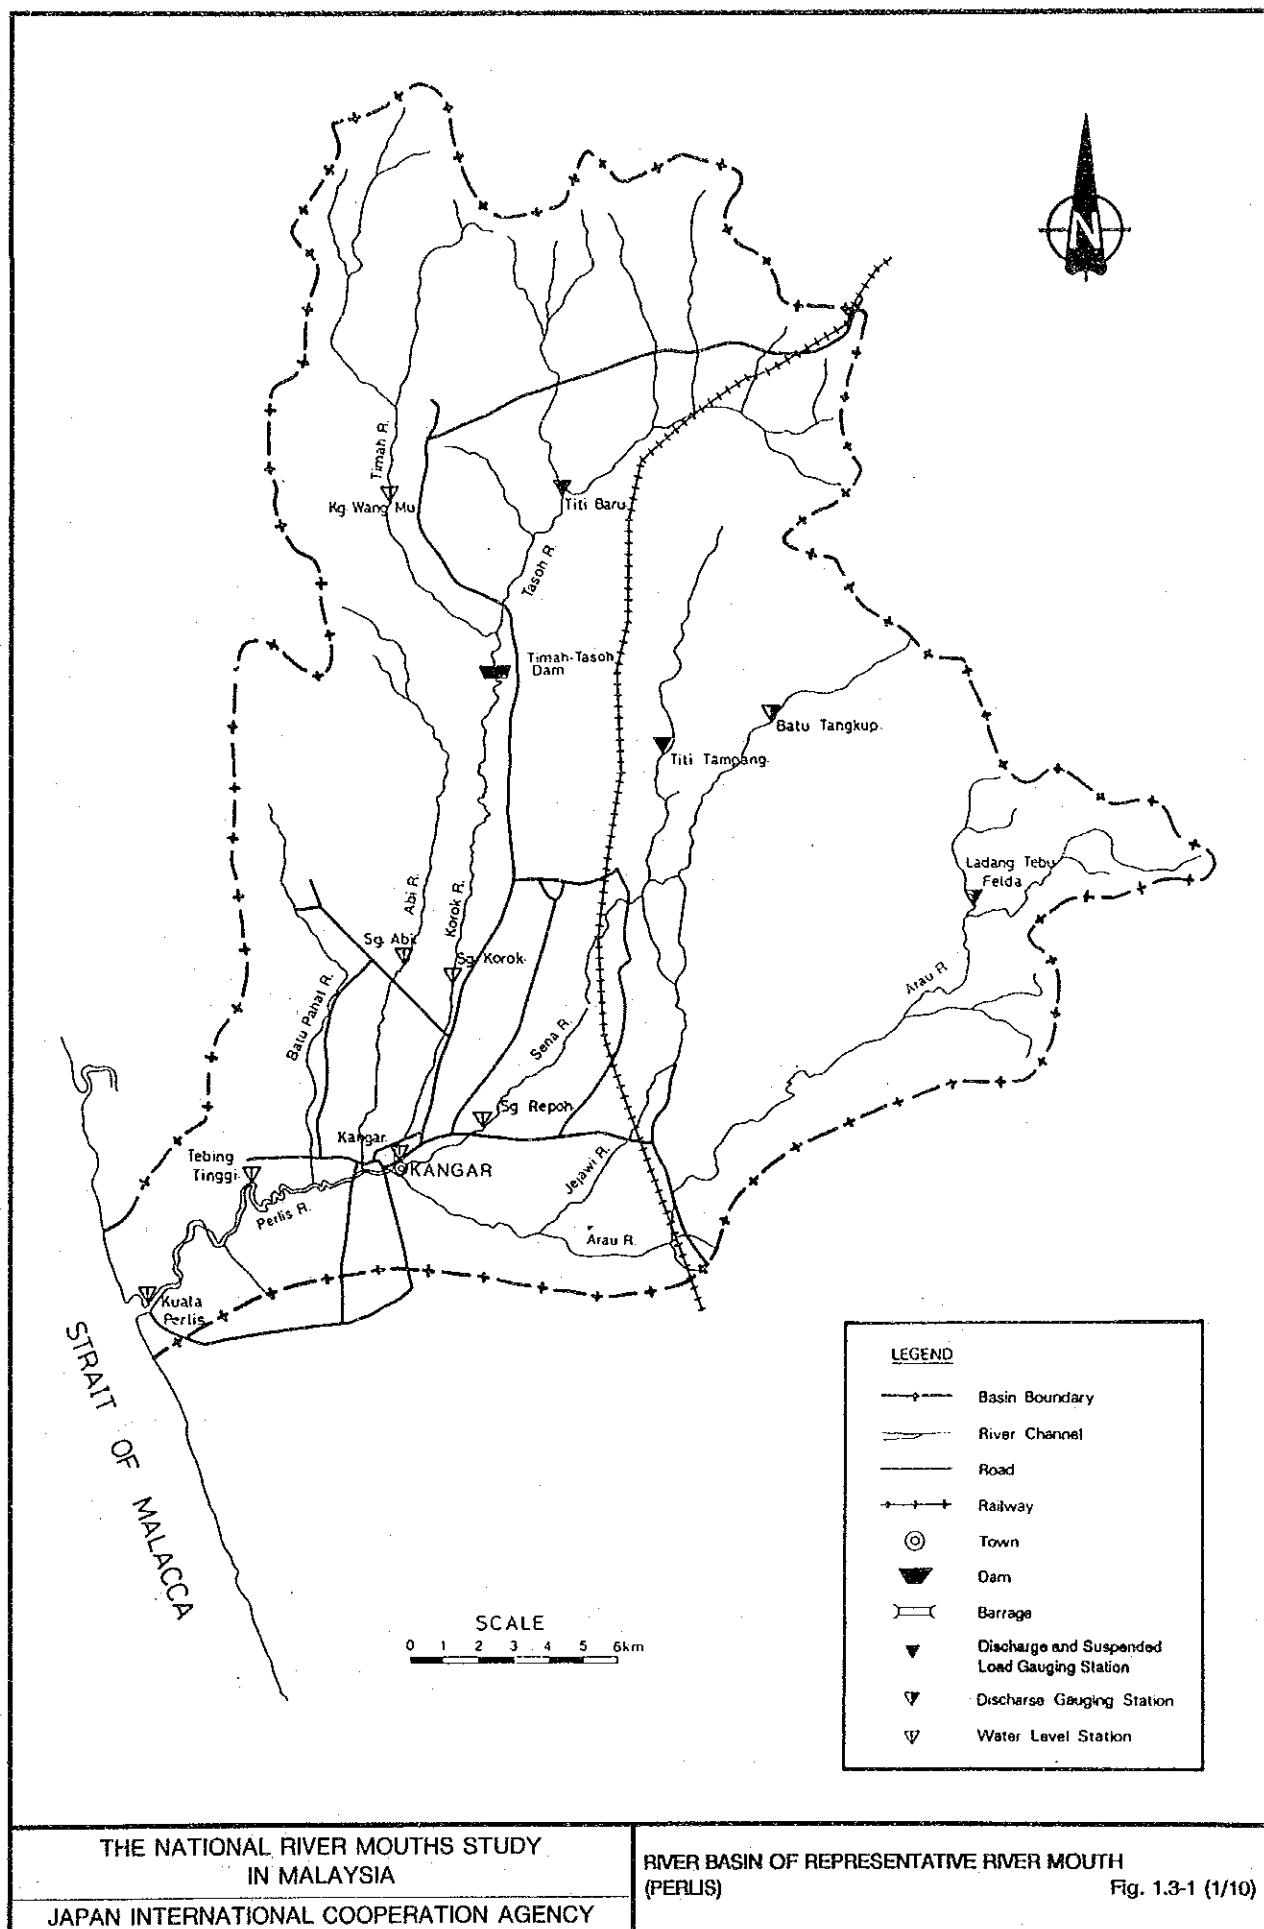 N
Timah R.
Kg. Wang Mu
Titi Baru
Tasoh R.
Timah-Tasoh
Dam
Batu Tangkup.
Titi Tampang.
Ladang Tebu
Felda
Abi R.
Korok R.
Sg. Abi
Sg. Korok.
Arau R
Batu Pahat R.
Sena R.
Sg Repoh.
Kangar.
KANGAR
Tebing
Tinggi.
Jejawi R.
Perlis R.
Arau R.
Kuala
Perlis
STRAIT OF MALACCA
LEGEND
Basin Boundary
River Channel
Road
Railway
Town
Dam
Barrage
Discharge and Suspended
Load Gauging Station
Discharse Gauging Station
Water Level Station
SCALE
0 1 2 3 4 5 6km
THE NATIONAL RIVER MOUTHS STUDY
IN MALAYSIA
JAPAN INTERNATIONAL COOPERATION AGENCY
RIVER BASIN OF REPRESENTATIVE RIVER MOUTH
(PERLIS) Fig. 1.3-1 (1/10)